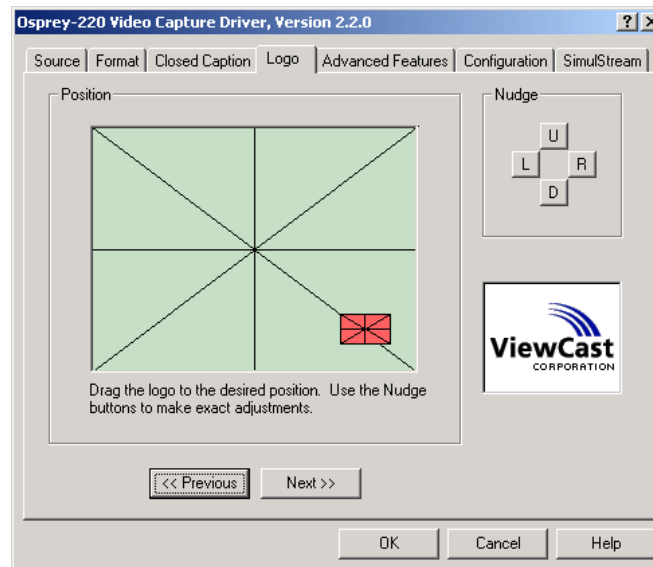 Osprey-220 Video Capture Driver, Version 2.2.0
Source Format Closed Caption Logo Advanced Features Configuration SimulStream
Position
Nudge
U
L R
D
ViewCast
CORPORATION
Drag the logo to the desired position. Use the Nudge
buttons to make exact adjustments.
<< Previous Next >>
OK Cancel Help